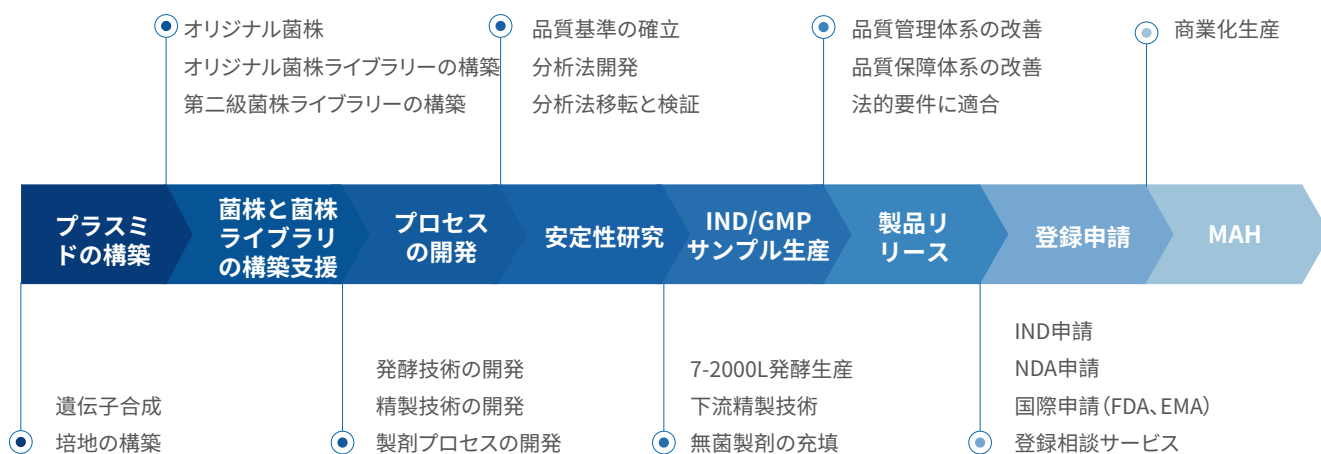 オリジナル菌株
オリジナル菌株ライブラリーの構築
第二級菌株ライブラリーの構築
品質基準の確立
分析法開発
分析法移転と検証
品質管理体系の改善
品質保障体系の改善
法的要件に適合
商業化生産
プラスミ
ドの構築
菌株と菌株
ライブラリ
の構築支援
プロセス
の開発
安定性研究
IND/GMP
サンプル生産
製品リ
リース
登録申請
MAH
遺伝子合成
培地の構築
発酵技術の開発
精製技術の開発
製剤プロセスの開発
7-2000L発酵生産
下流精製技術
無菌製剤の充填
IND申請
NDA申請
国際申請(FDA、EMA)
登録相談サービス